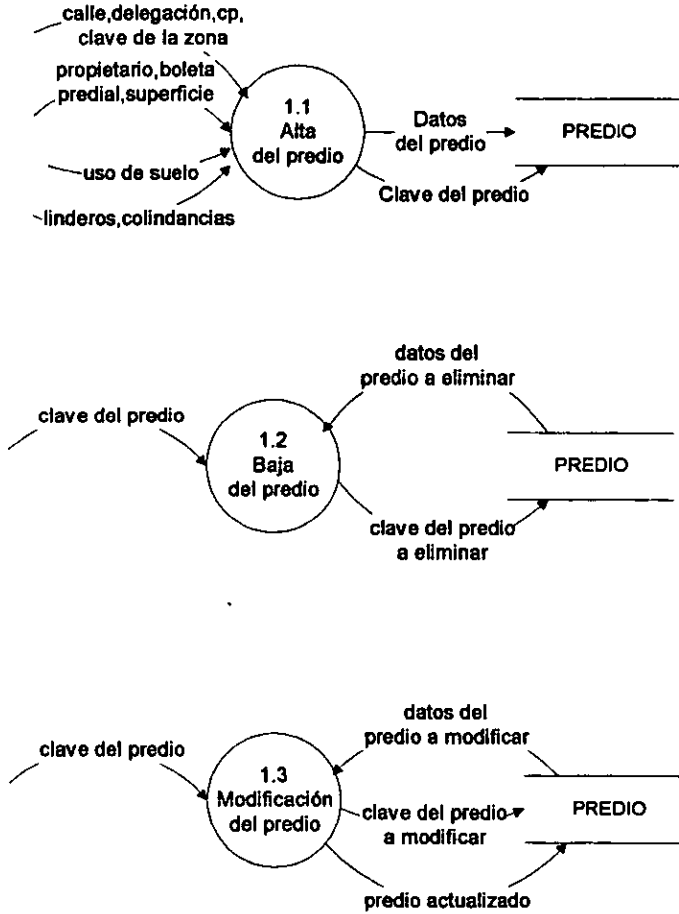 calle,delegación,cp,
clave de la zona
propietario,boleta
predial,superficie
uso de suelo
linderos,colindancias
1.1
Alta
del predio
Datos
del predio
Clave del predio
PREDIO
clave del predio
1.2
Baja
del predio
datos del
predio a eliminar
clave del predio
a eliminar
PREDIO
clave del predio
1.3
Modificación
del predio
datos del
predio a modificar
clave del predio
a modificar
predio actualizado
PREDIO